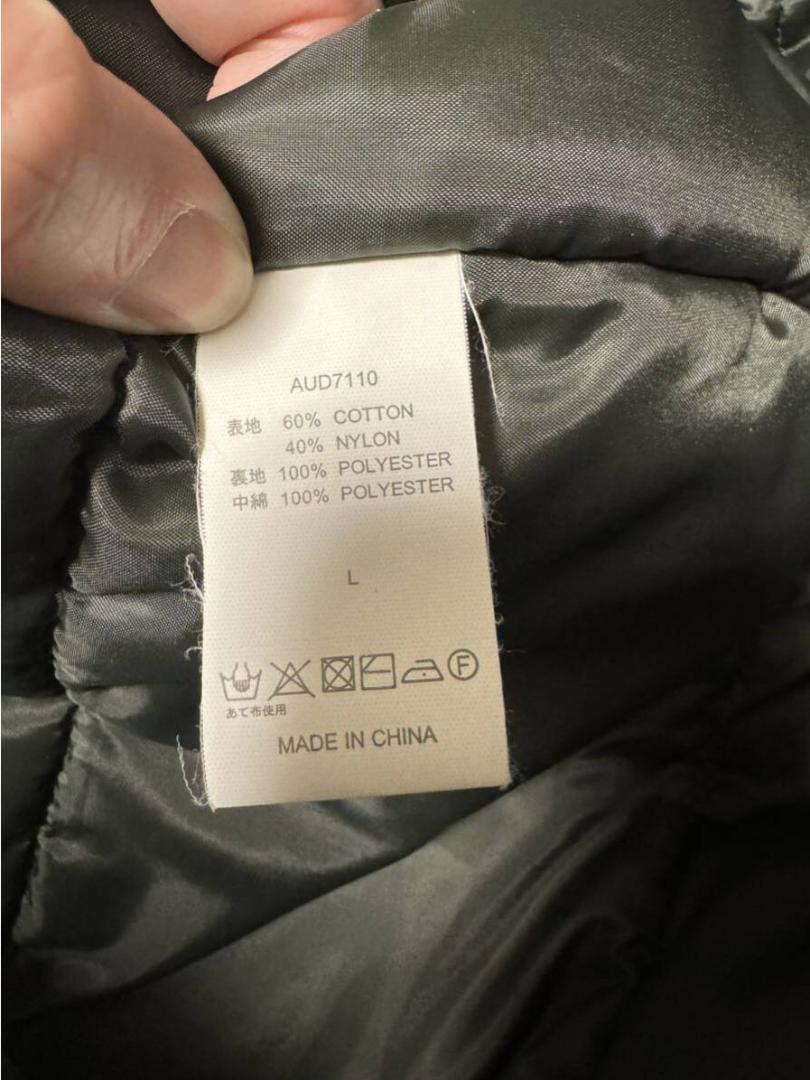 AUD7110
表地 60% COTTON
40% NYLON
裏地 100% POLYESTER
中綿 100% POLYESTER
L
F
あて布使用
MADE IN CHINA